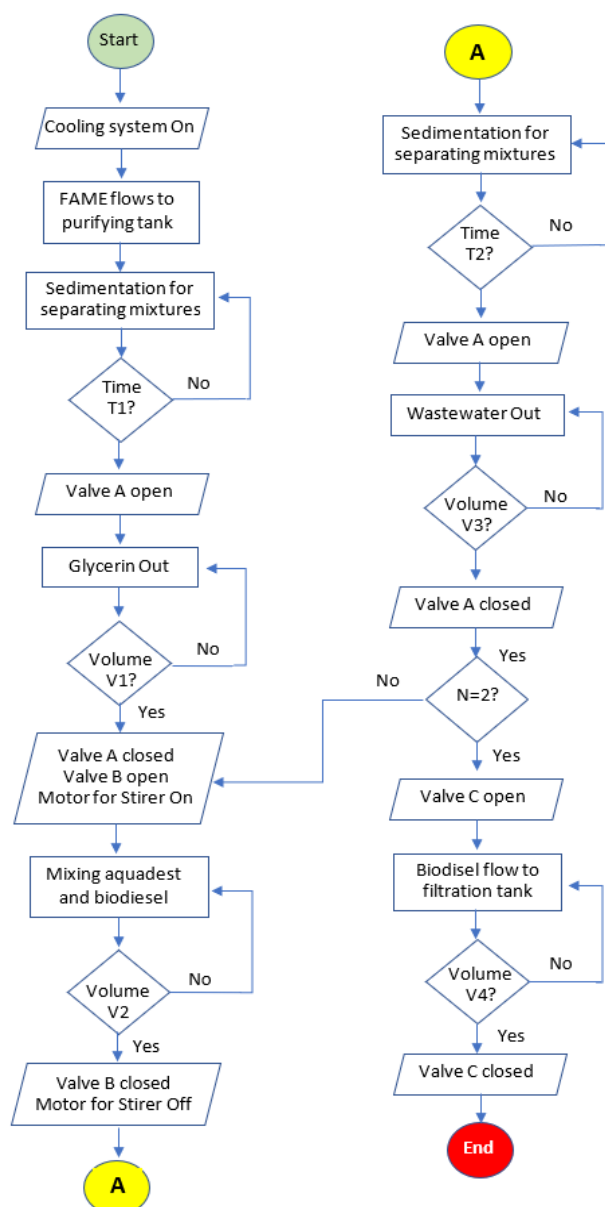 Start
Cooling system On
FAME flows to
purifying tank
Sedimentation for
separating mixtures
Time
T1?
No
Valve A open
Glycerin Out
Volume
V1?
No
Yes
Valve A closed
Valve B open
Motor for Stirer On
Mixing aquadest
and biodiesel
Volume
V2
No
Yes
Valve B closed
Motor for Stirer Off
A
A
Sedimentation for
separating mixtures
Time
T2?
No
Valve A open
Wastewater Out
Volume
V3?
No
Valve A closed
Yes
N=2?
No
Yes
Valve C open
Biodisel flow to
filtration tank
Volume
V4?
No
Yes
Valve C closed
End